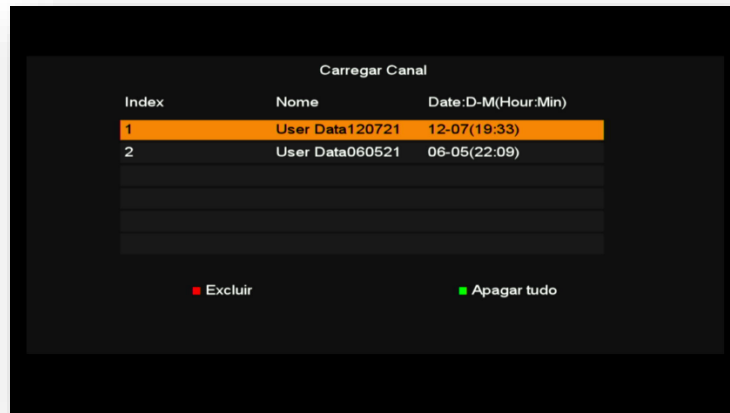 Carregar Canal
Index Nome Date:D-M(Hour:Min)
1 User Data120721 12-07(19:33)
2 User Data060521 06-05(22:09)
Excluir Apagar tudo